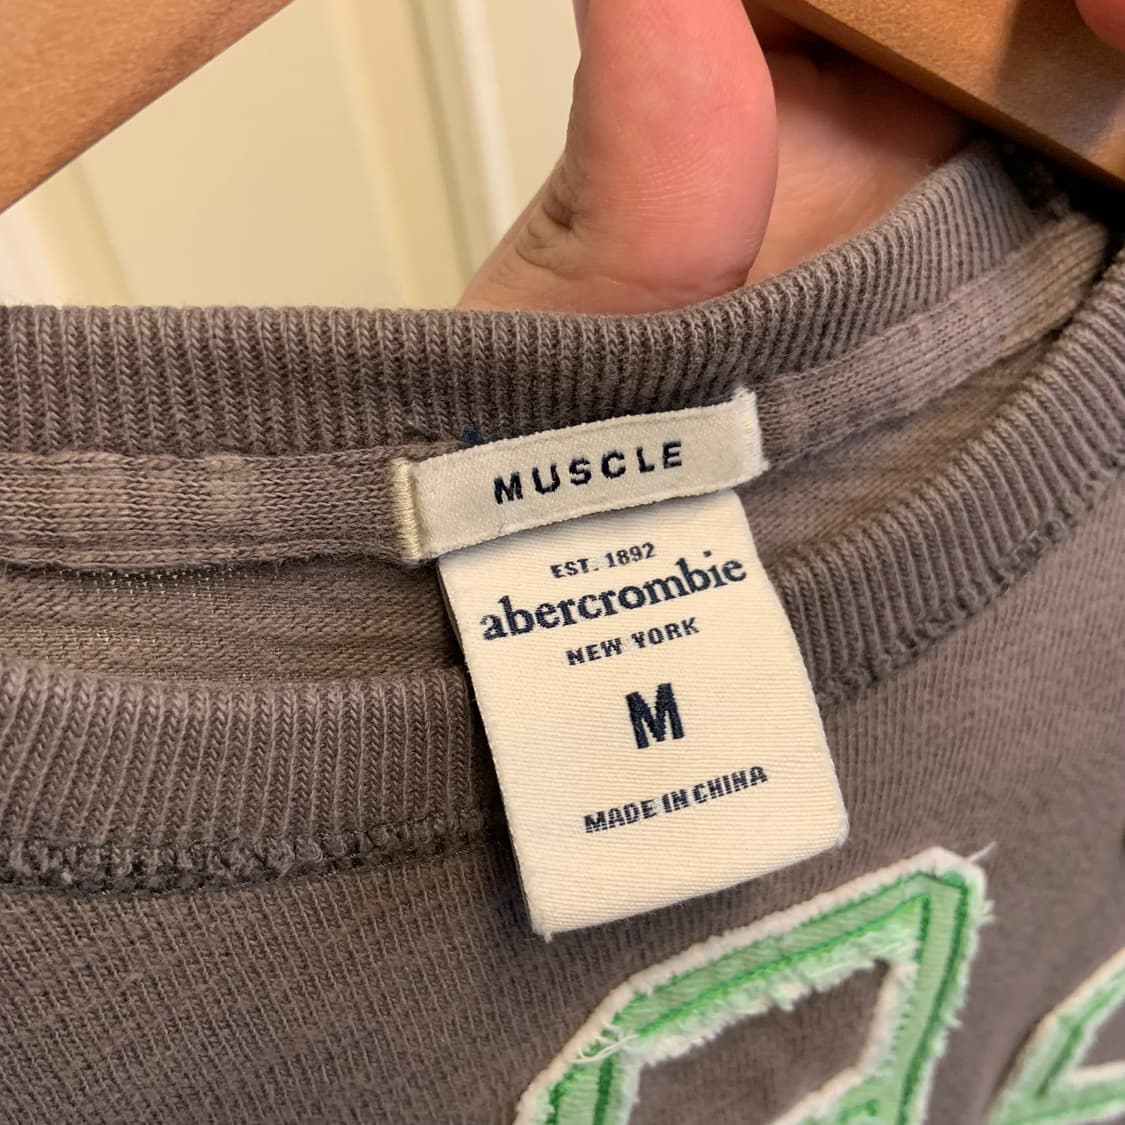 MUSCLE
EST. 1892
abercrombie
NEW YORK
M
MADE IN CHINA